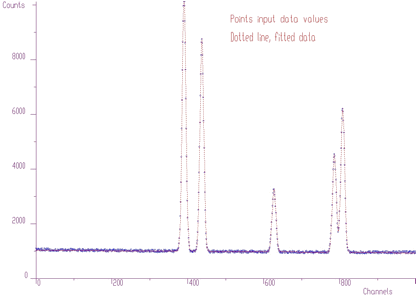 Counts
Points input data values
Dotted line, fitted data
8000
6000
4000
2000
0
1200
1400
1600
1800
Channels